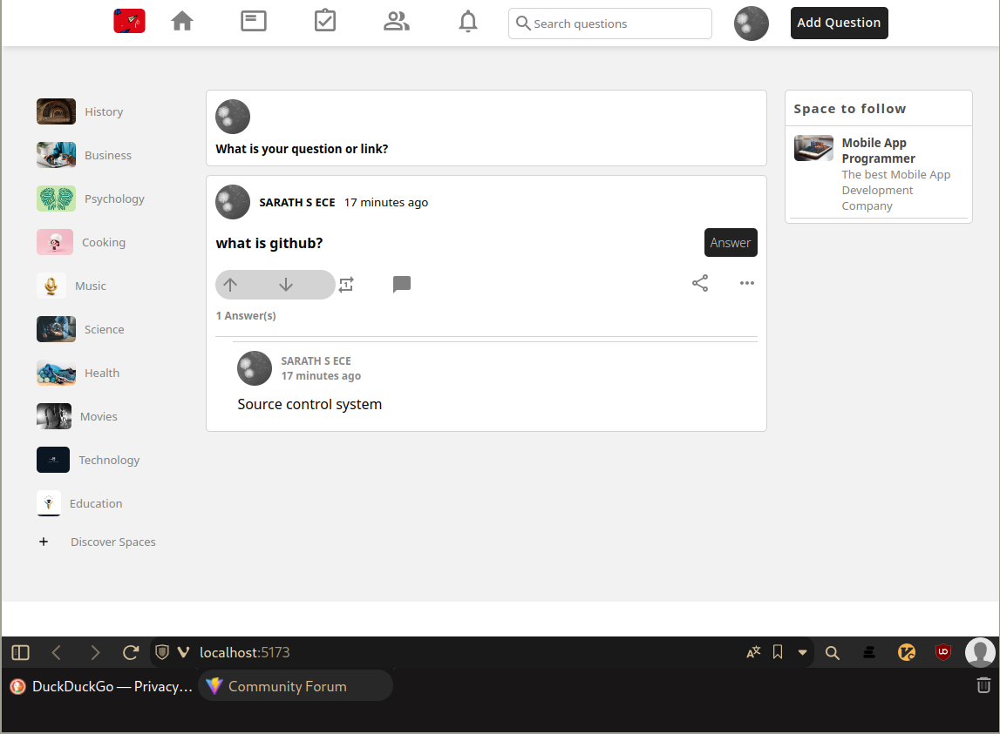 Search questions
Add Question
History
Business
Psychology
Cooking
Music
Science
Health
Movies
Technology
Education
+ Discover Spaces
What is your question or link?
SARATH S ECE 17 minutes ago
what is github?
Answer
1
1 Answer(s)
SARATH S ECE
17 minutes ago
Source control system
Space to follow
Mobile App
Programmer
The best Mobile App
Development
Company
localhost:5173
DuckDuckGo — Privacy...
Community Forum